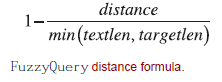 1 − distance / min(textlen, targetlen)
FuzzyQuery distance formula.